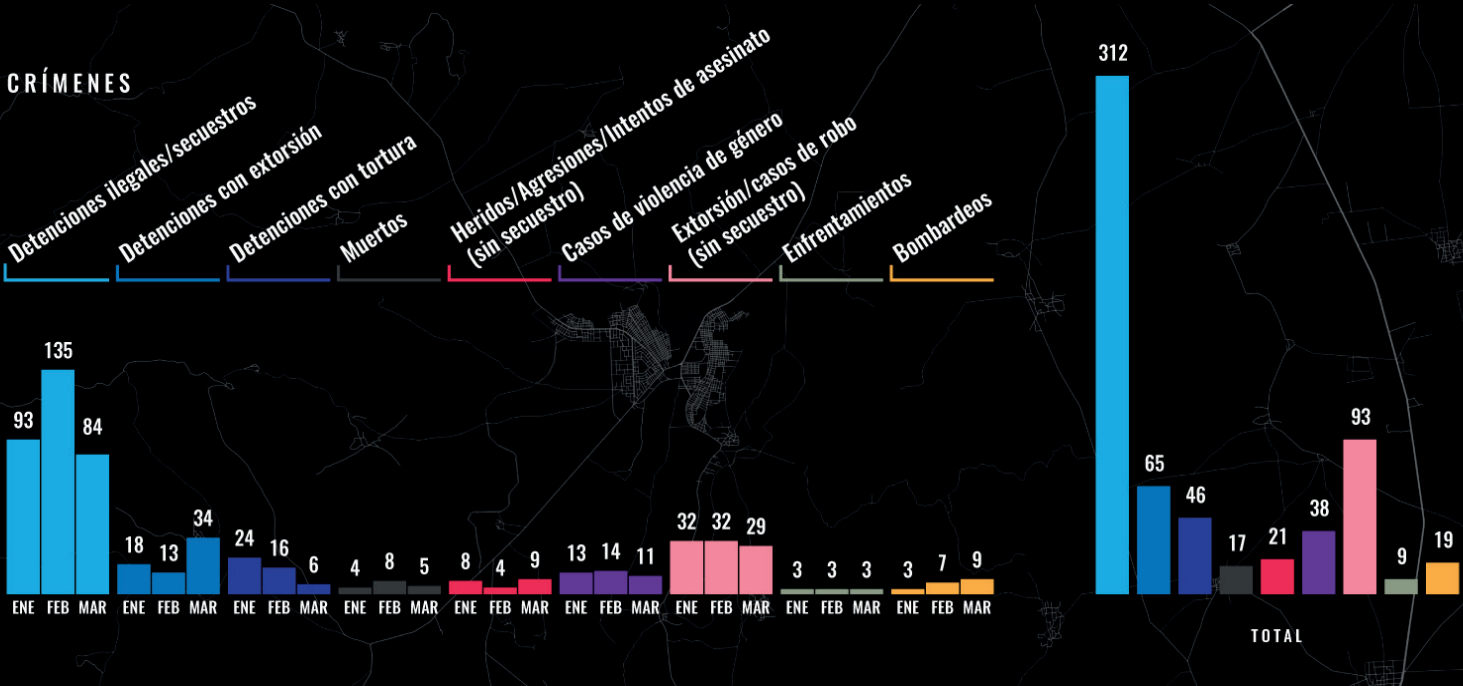 CRÍMENES
Detenciones ilegales/secuestros
Detenciones con extorsión
Detenciones con tortura
Muertos
Heridos/Agresiones/Intentos de asesinato
(sin secuestro)
Casos de violencia de género
Extorsión/casos de robo
(sin secuestro)
Enfrentamientos
Bombardeos
93 135 84
18 13 34
24 16 6
4 8 5
8 4 9
13 14 11
32 32 29
3 3 3
3 7 9
ENE FEB MAR ENE FEB MAR ENE FEB MAR ENE FEB MAR ENE FEB MAR ENE FEB MAR ENE FEB MAR ENE FEB MAR ENE FEB MAR
312 65 46 17 21 38 93 9 19
TOTAL